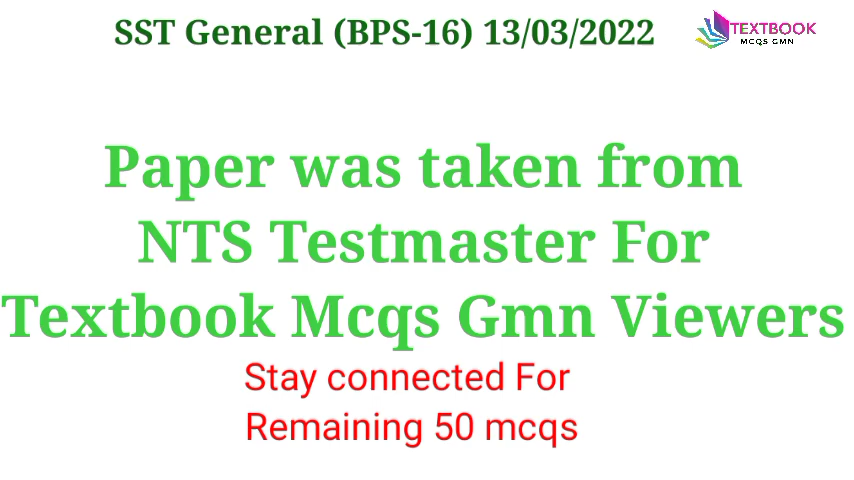 SST General (BPS-16) 13/03/2022
TEXTBOOK
MCQS GMN
Paper was taken from
NTS Testmaster For
Textbook Mcqs Gmn Viewers
Stay connected For
Remaining 50 mcqs